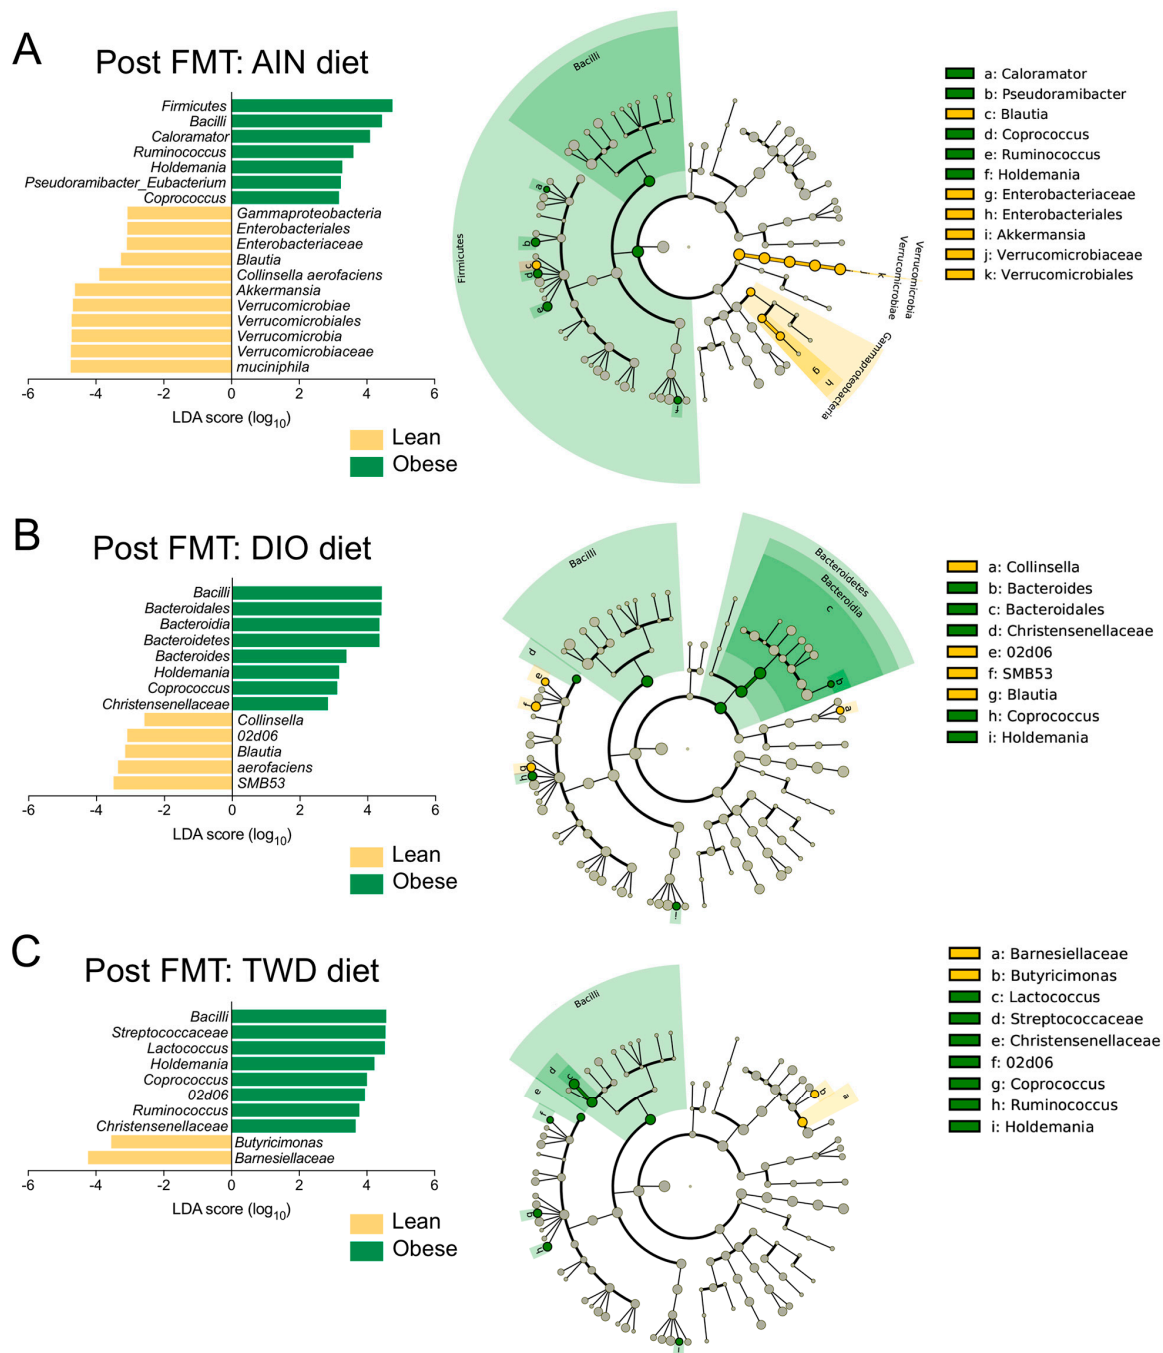 A
Post FMT: AIN diet
Firmicutes
Bacilli
Caloramator
Ruminococcus
Holdemania
Pseudoramibacter_Eubacterium
Coprococcus
Gammaproteobacteria
Enterobacteriales
Enterobacteriaceae
Blautia
Collinsella aerofaciens
Akkermansia
Verrucomicrobiae
Verrucomicrobiales
Verrucomicrobia
Verrucomicrobiaceae
muciniphila
-6 -4 -2 0 2 4 6
LDA score (log10)
Lean
Obese
Bacilli
Firmicutes
a
b
c
d
e
f
g
h
i
k
Verrucomicrobia
Verrucomicrobiae
Gammaproteobacteria
a: Caloramator
b: Pseudoramibacter
c: Blautia
d: Coprococcus
e: Ruminococcus
f: Holdemania
g: Enterobacteriaceae
h: Enterobacteriales
i: Akkermansia
j: Verrucomicrobiaceae
k: Verrucomicrobiales
B
Post FMT: DIO diet
Bacilli
Bacteroidales
Bacteroidia
Bacteroidetes
Bacteroides
Holdemania
Coprococcus
Christensenellaceae
Collinsella
02d06
Blautia
aerofaciens
SMB53
-6 -4 -2 0 2 4 6
LDA score (log10)
Lean
Obese
Bacilli
Bacteroidetes
Bacteroidia
c
d
e
f
g
h
i
b
a
a: Collinsella
b: Bacteroides
c: Bacteroidales
d: Christensenellaceae
e: 02d06
f: SMB53
g: Blautia
h: Coprococcus
i: Holdemania
C
Post FMT: TWD diet
Bacilli
Streptococcaceae
Lactococcus
Holdemania
Coprococcus
02d06
Ruminococcus
Christensenellaceae
Butyricimonas
Barnesiellaceae
-6 -4 -2 0 2 4 6
LDA score (log10)
Lean
Obese
Bacilli
c
d
e
f
g
h
i
b
a
a: Barnesiellaceae
b: Butyricimonas
c: Lactococcus
d: Streptococcaceae
e: Christensenellaceae
f: 02d06
g: Coprococcus
h: Ruminococcus
i: Holdemania